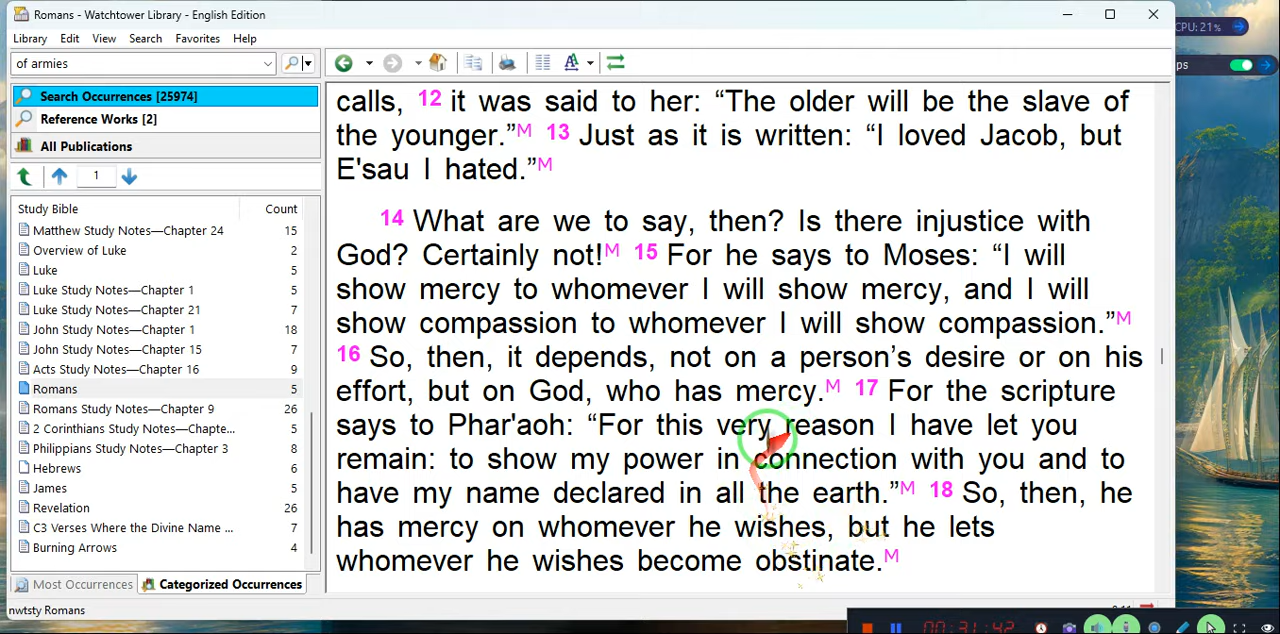 Romans - Watchtower Library - English Edition
CPU: 21%
Library Edit View Search Favorites Help
of armies
ps
Search Occurrences [25974]
Reference Works [2]
All Publications
1
Study Bible Count
Matthew Study Notes—Chapter 24 15
Overview of Luke 2
Luke 5
Luke Study Notes—Chapter 1 5
Luke Study Notes—Chapter 21 7
John Study Notes—Chapter 1 18
John Study Notes—Chapter 15 7
Acts Study Notes—Chapter 16 9
Romans 5
Romans Study Notes—Chapter 9 26
2 Corinthians Study Notes—Chapte... 8
Philippians Study Notes—Chapter 3 8
Hebrews 6
James 5
Revelation 26
C3 Verses Where the Divine Name ... 7
Burning Arrows 4
Most Occurrences Categorized Occurrences
nwtsty Romans
calls, 12 it was said to her: “The older will be the slave of
the younger.”M 13 Just as it is written: “I loved Jacob, but
E'sau I hated.”M
14 What are we to say, then? Is there injustice with
God? Certainly not!M 15 For he says to Moses: “I will
show mercy to whomever I will show mercy, and I will
show compassion to whomever I will show compassion.”M
16 So, then, it depends, not on a person’s desire or on his
effort, but on God, who has mercy.M 17 For the scripture
says to Phar'aoh: “For this very reason I have let you
remain: to show my power in connection with you and to
have my name declared in all the earth.”M 18 So, then, he
has mercy on whomever he wishes, but he lets
whomever he wishes become obstinate.M
00:31:42